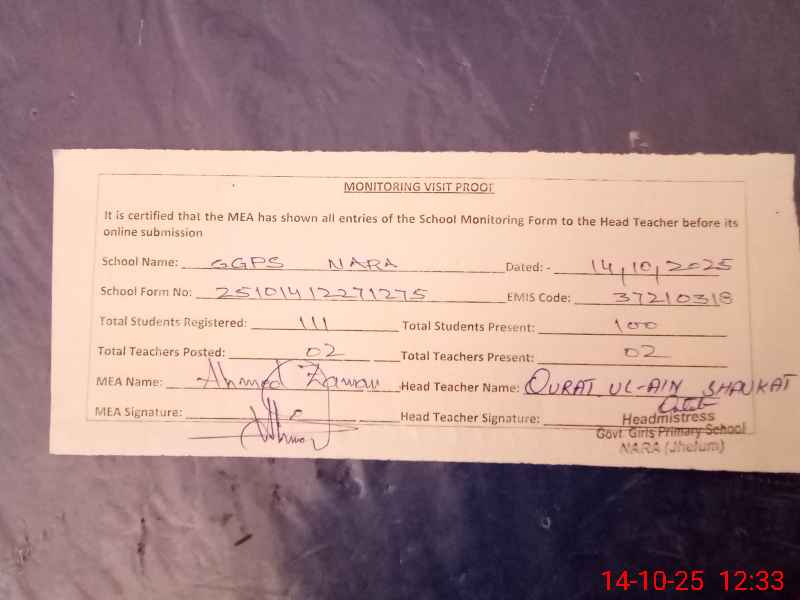 MONITORING VISIT PROOF
It is certified that the MEA has shown all entries of the School Monitoring Form to the Head Teacher before its
online submission
School Name: GGPS NARA Dated: - 14,10,2025
School Form No: 25101412271275 EMIS Code: 37210318
Total Students Registered: 111 Total Students Present: 100
Total Teachers Posted: 02 Total Teachers Present: 02
MEA Name: Ahmed Zaman Head Teacher Name: QURAT UL-AIN SHAUKAT
MEA Signature: Head Teacher Signature: Headmistress
Govt. Girls Primary School
NARA (Jhelum)
14-10-25 12:33